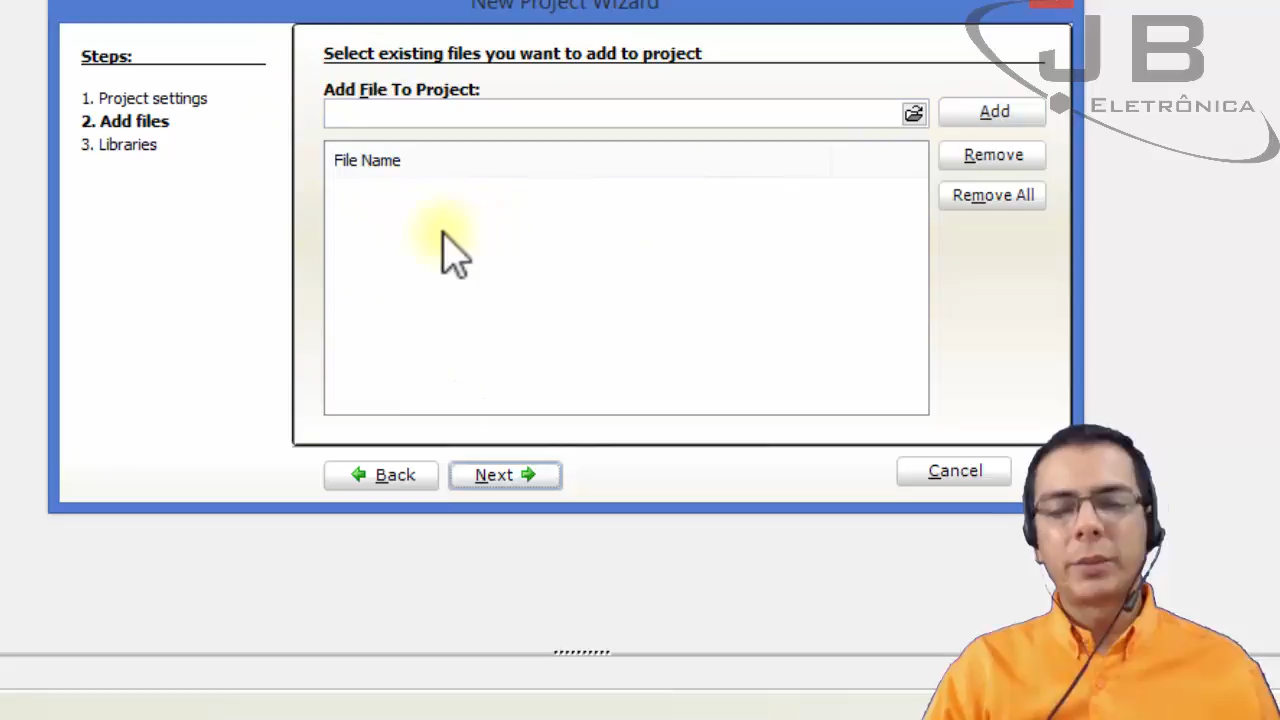 New Project Wizard
Steps:
1. Project settings
2. Add files
3. Libraries
Select existing files you want to add to project
Add File To Project:
Add
File Name
Remove
Remove All
Back
Next
Cancel
JB
ELETRÔNICA